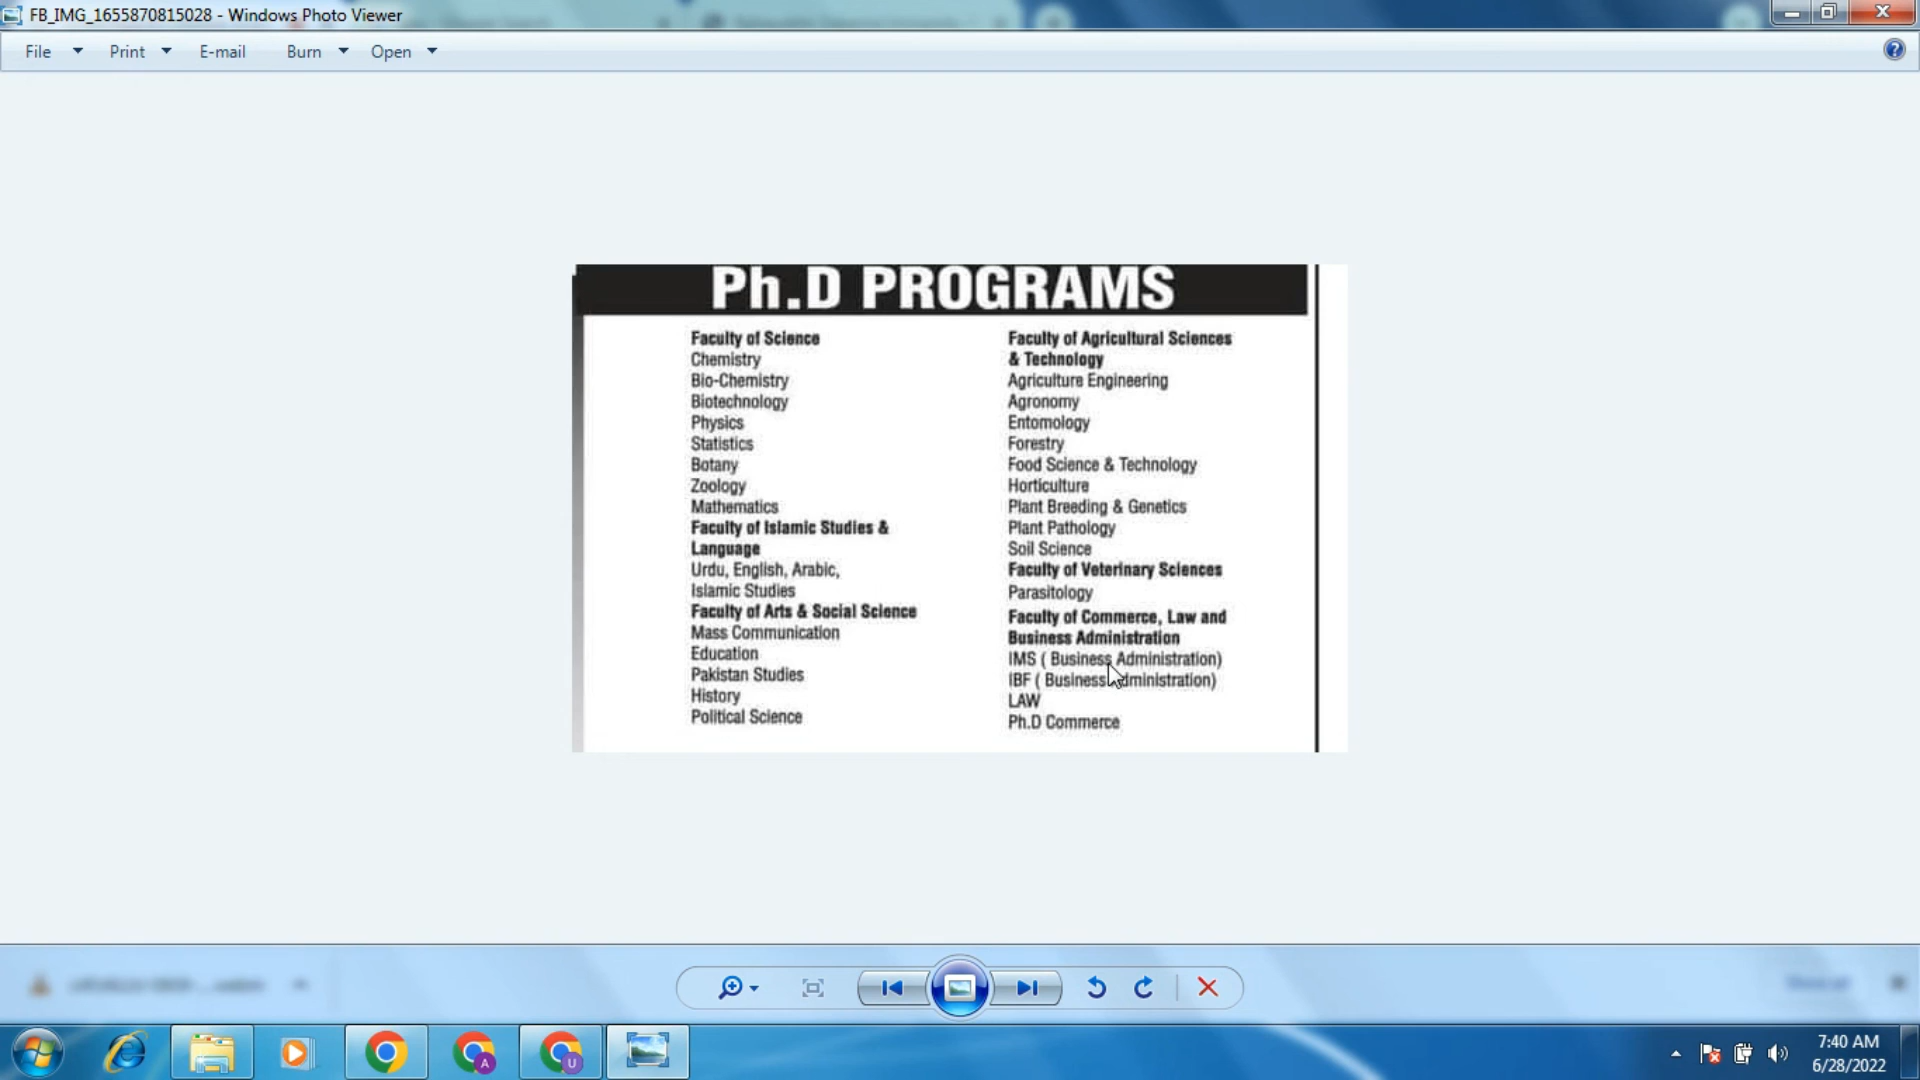 FB_IMG_1655870815028 - Windows Photo Viewer
File Print E-mail Burn Open
Ph.D PROGRAMS
Faculty of Science
Chemistry
Bio-Chemistry
Biotechnology
Physics
Statistics
Botany
Zoology
Mathematics
Faculty of Islamic Studies &
Language
Urdu, English, Arabic,
Islamic Studies
Faculty of Arts & Social Science
Mass Communication
Education
Pakistan Studies
History
Political Science
Faculty of Agricultural Sciences
& Technology
Agriculture Engineering
Agronomy
Entomology
Forestry
Food Science & Technology
Horticulture
Plant Breeding & Genetics
Plant Pathology
Soil Science
Faculty of Veterinary Sciences
Parasitology
Faculty of Commerce, Law and
Business Administration
IMS ( Business Administration)
IBF ( Business Administration)
LAW
Ph.D Commerce
Show all
A
U
7:40 AM
6/28/2022